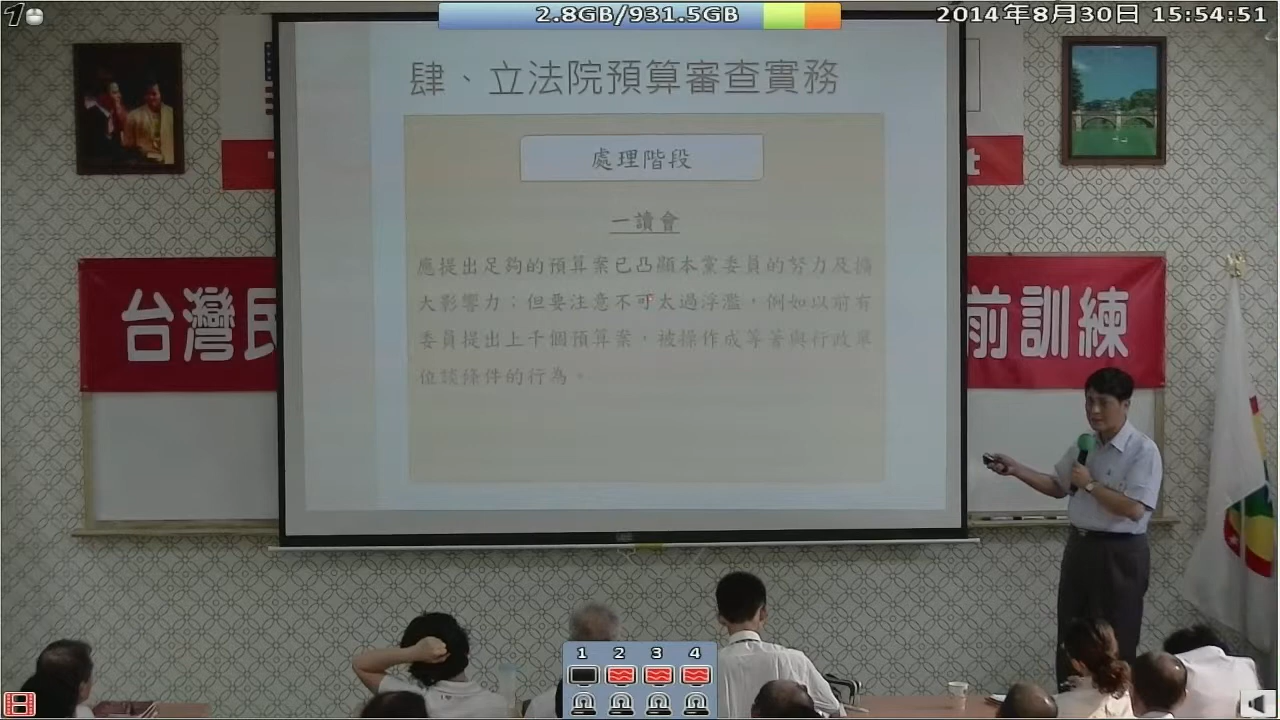 1
2.8GB/931.5GB
2014年8月30日 15:54:51
肆、立法院預算審查實務
處理階段
一讀會
應提出足夠的預算案已凸顯本黨委員的努力及擴
大影響力；但要注意不可太過浮濫，例如以前有
委員提出上千個預算案，被操作成等著與行政單
位談條件的行為。
t
台灣民
前訓練
1 2 3 4